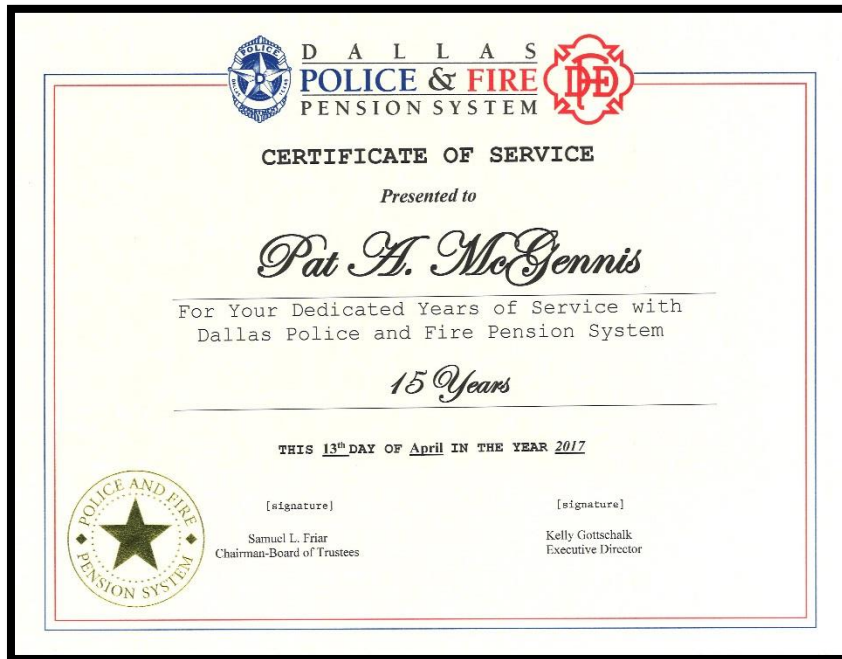 DALLAS
POLICE & FIRE
PENSION SYSTEM
POLICE
D
DFD
CERTIFICATE OF SERVICE
Presented to
Pat A. McGennis
For Your Dedicated Years of Service with
Dallas Police and Fire Pension System
15 Years
THIS 13th DAY OF April IN THE YEAR 2017
[signature]
[signature]
Samuel L. Friar
Chairman-Board of Trustees
Kelly Gottschalk
Executive Director
POLICE AND FIRE
PENSION SYSTEM